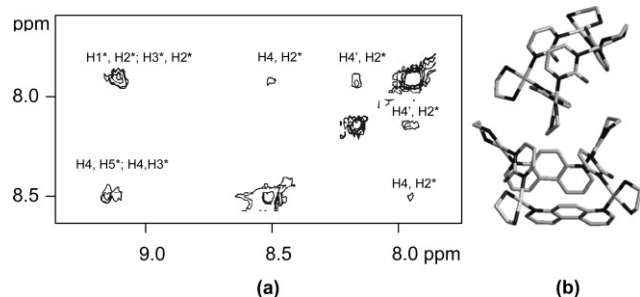 ppm
H1*, H2*; H3*, H2*
H4, H2*
H4', H2*
8.0
H4', H2*
H4, H5*; H4,H3*
H4, H2*
8.5
9.0
8.5
8.0 ppm
(a)
(b)